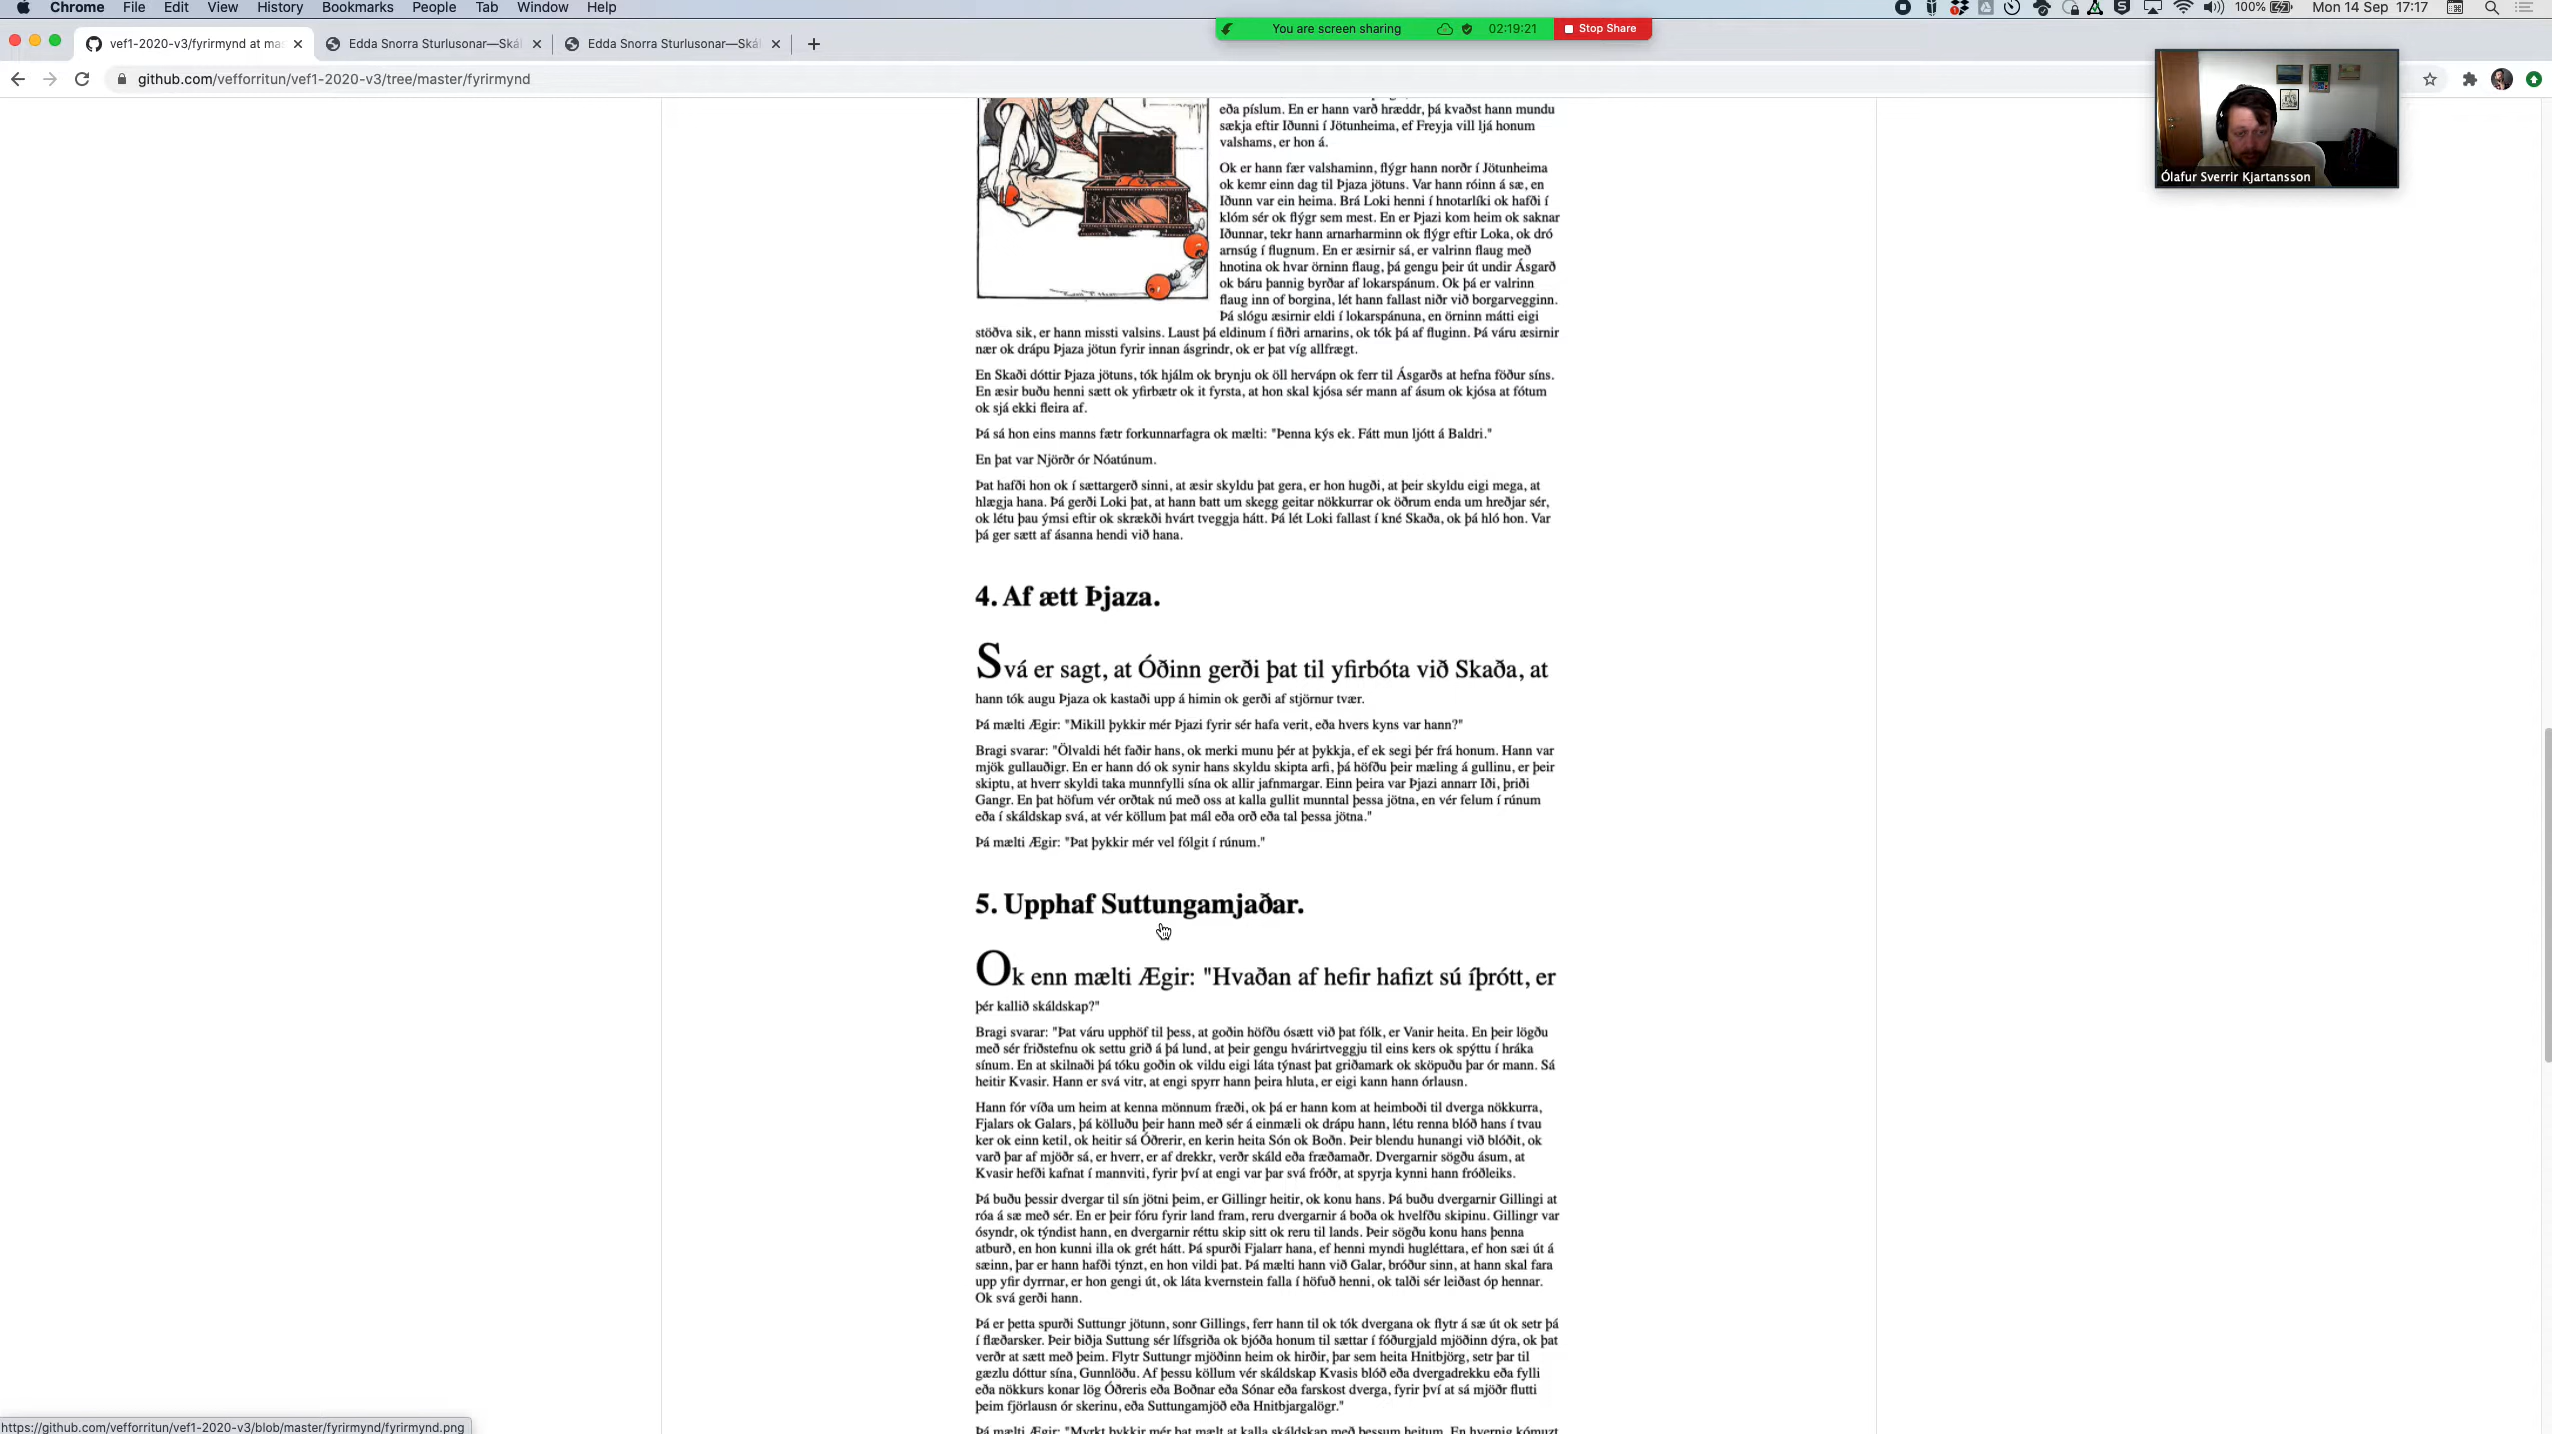 Chrome File Edit View History Bookmarks People Tab Window Help
100% Mon 14 Sep 17:17
You are screen sharing 02:19:21 Stop Share
vef1-2020-v3/fyrirmynd at mas
Edda Snorra Sturlusonar—Skál
Edda Snorra Sturlusonar—Skál
github.com/vefforritun/vef1-2020-v3/tree/master/fyrirmynd
Ólafur Sverrir Kjartansson
eða píslum. En er hann varð hræddr, þá kvaðst hann mundu
sækja eftir Iðunni í Jötunheima, ef Freyja vill ljá honum
valshams, er hon á.
Ok er hann fær valshaminn, flýgr hann norðr í Jötunheima
ok kemr einn dag til Þjaza jötuns. Var hann róinn á sæ, en
Iðunn var ein heima. Brá Loki henni í hnotarlíki ok hafði í
klóm sér ok flýgr sem mest. En er Þjazi kom heim ok saknar
Iðunnar, tekr hann arnarharminn ok flýgr eftir Loka, ok dró
arnsúg í flugnum. En er æsirnir sá, er valrinn flaug með
hnotina ok hvar örninn flaug, þá gengu þeir út undir Ásgarð
ok báru þannig byrðar af lokarspánum. Ok þá er valrinn
flaug inn of borgina, lét hann fallast niðr við borgarvegginn.
Þá slógu æsirnir eldi í lokarspánuna, en örninn mátti eigi
stöðva sik, er hann missti valsins. Laust þá eldinum í fiðri arnarins, ok tók þá af fluginn. Þá váru æsirnir
nær ok drápu Þjaza jötun fyrir innan ásgrindr, ok er þat víg allfrægt.
En Skaði dóttir Þjaza jötuns, tók hjálm ok brynju ok öll hervápn ok ferr til Ásgarðs at hefna föður síns.
En æsir buðu henni sætt ok yfirbætr ok it fyrsta, at hon skal kjósa sér mann af ásum ok kjósa at fótum
ok sjá ekki fleira af.
Þá sá hon eins manns fætr forkunnarfagra ok mælti: "Þenna kýs ek. Fátt mun ljótt á Baldri."
En þat var Njörðr ór Nóatúnum.
Þat hafði hon ok í sættargerð sinni, at æsir skyldu þat gera, er hon hugði, at þeir skyldu eigi mega, at
hlægja hana. Þá gerði Loki þat, at hann batt um skegg geitar nökkurrar ok öðrum enda um hreðjar sér,
ok létu þau ýmsi eftir ok skrækði hvárt tveggja hátt. Þá lét Loki fallast í kné Skaða, ok þá hló hon. Var
þá ger sætt af ásanna hendi við hana.
4. Af ætt Þjaza.
Svá er sagt, at Óðinn gerði þat til yfirbóta við Skaða, at
hann tók augu Þjaza ok kastaði upp á himin ok gerði af stjörnur tvær.
Þá mælti Ægir: "Mikill þykkir mér Þjazi fyrir sér hafa verit, eða hvers kyns var hann?"
Bragi svarar: "Ölvaldi hét faðir hans, ok merki munu þér at þykkja, ef ek segi þér frá honum. Hann var
mjök gullauðigr. En er hann dó ok synir hans skyldu skipta arfi, þá höfðu þeir mæling á gullinu, er þeir
skiptu, at hverr skyldi taka munnfylli sína ok allir jafnmargar. Einn þeira var Þjazi annarr Iði, þriði
Gangr. En þat höfum vér orðtak nú með oss at kalla gullit munntal þessa jötna, en vér felum í rúnum
eða í skáldskap svá, at vér köllum þat mál eða orð eða tal þessa jötna."
Þá mælti Ægir: "Þat þykkir mér vel fólgit í rúnum."
5. Upphaf Suttungamjaðar.
Ok enn mælti Ægir: "Hvaðan af hefir hafizt sú íþrótt, er
þér kallið skáldskap?"
Bragi svarar: "Þat váru upphöf til þess, at goðin höfðu ósætt við þat fólk, er Vanir heita. En þeir lögðu
með sér friðstefnu ok settu grið á þá lund, at þeir gengu hvárirtveggju til eins kers ok spýttu í hráka
sínum. En at skilnaði þá tóku goðin ok vildu eigi láta týnast þat griðamark ok sköpuðu þar ór mann. Sá
heitir Kvasir. Hann er svá vitr, at engi spyrr hann þeira hluta, er eigi kann hann órlausn.
Hann fór víða um heim at kenna mönnum fræði, ok þá er hann kom at heimboði til dverga nökkurra,
Fjalars ok Galars, þá kölluðu þeir hann með sér á einmæli ok drápu hann, létu renna blóð hans í tvau
ker ok einn ketil, ok heitir sá Óðrerir, en kerin heita Són ok Boðn. Þeir blendu hunangi við blóðit, ok
varð þar af mjöðr sá, er hverr, er af drekkr, verðr skáld eða fræðamaðr. Dvergarnir sögðu ásum, at
Kvasir hefði kafnat í mannviti, fyrir því at engi var þar svá fróðr, at spyrja kynni hann fróðleiks.
Þá buðu þessir dvergar til sín jötni þeim, er Gillingr heitir, ok konu hans. Þá buðu dvergarnir Gillingi at
róa á sæ með sér. En er þeir fóru fyrir land fram, reru dvergarnir á boða ok hvelfðu skipinu. Gillingr var
ósyndr, ok týndist hann, en dvergarnir réttu skip sitt ok reru til lands. Þeir sögðu konu hans þenna
atburð, en hon kunni illa ok grét hátt. Þá spurði Fjalarr hana, ef henni myndi hugléttara, ef hon sæi út á
sæinn, þar er hann hafði týnzt, en hon vildi þat. Þá mælti hann við Galar, bróður sinn, at hann skal fara
upp yfir dyrrnar, er hon gengi út, ok láta kvernstein falla í höfuð henni, ok talði sér leiðast óp hennar.
Ok svá gerði hann.
Þá er þetta spurði Suttungr jötunn, sonr Gillings, ferr hann til ok tók dvergana ok flytr á sæ út ok setr þá
í flæðarsker. Þeir biðja Suttung sér lífsgriða ok bjóða honum til sættar í föðurgjald mjöðinn dýra, ok þat
verðr at sætt með þeim. Flytr Suttungr mjöðinn heim ok hirðir, þar sem heita Hnitbjörg, setr þar til
gæzlu dóttur sína, Gunnlöðu. Af þessu köllum vér skáldskap Kvasis blóð eða dvergadrekku eða fylli
eða nökkurs konar lög Óðreris eða Boðnar eða Sónar eða farskost dverga, fyrir því at sá mjöðr flutti
þeim fjörlausn ór skerinu, eða Suttungamjöð eða Hnitbjargalögr."
Þá mælti Ægir: "Myrkt þykkir mér þat mælt at kalla skáldskap með þessum heitum. En hvernig kómuzt
https://github.com/vefforritun/vef1-2020-v3/blob/master/fyrirmynd/fyrirmynd.png